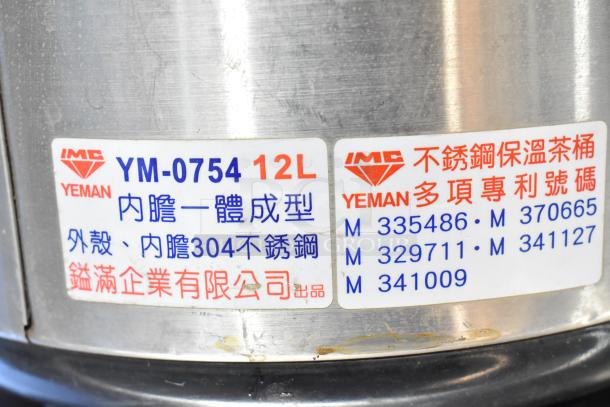 IMC
YEMAN
YM-0754 12L
內膽一體成型
外殼、內膽304不銹鋼
鎰滿企業有限公司出品
IMC
YEMAN
不銹鋼保溫茶桶
多項專利號碼
M 335486・M 370665
M 329711・M 341127
M 341009
GROUP